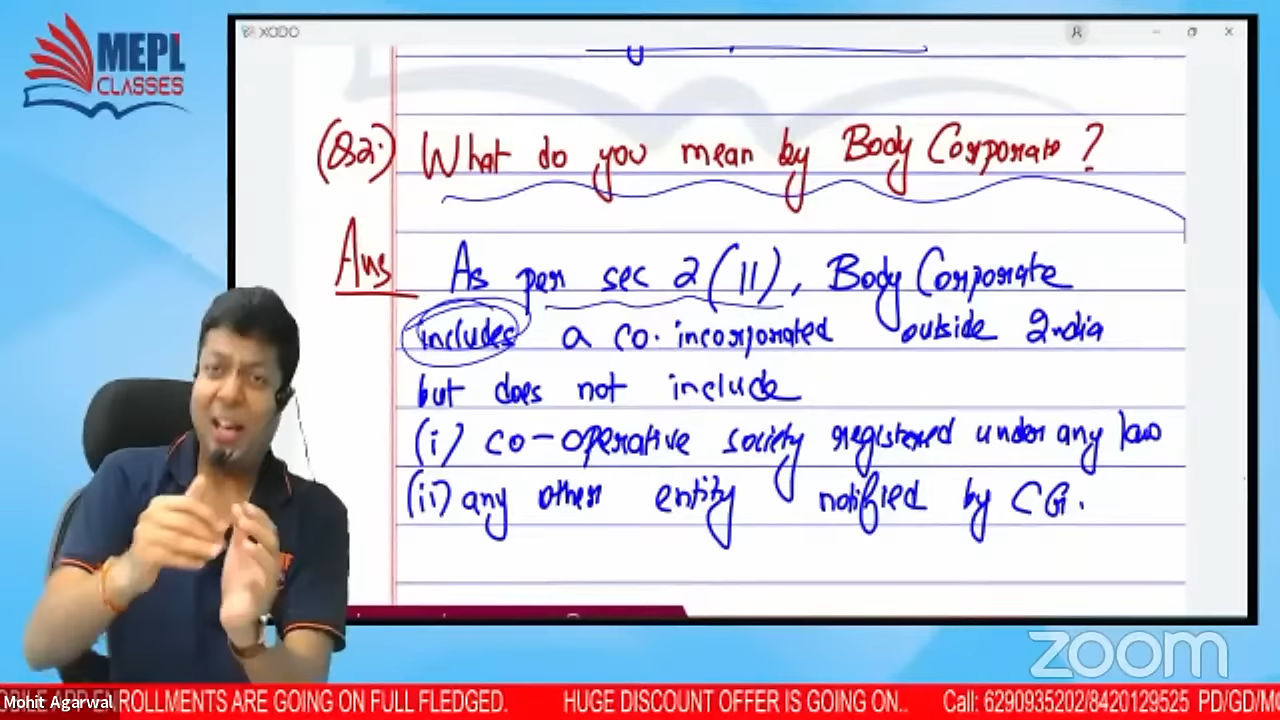 MEPL
CLASSES
XODO
(Q2.) What do you mean by Body Corporate?
Ans As per sec 2(11), Body Corporate
includes a co. incorporated outside India
but does not include
(i) co-operative society registered under any law
(ii) any other entity notified by CG.
zoom
Mohit Agarwal
ROLLMENTS ARE GOING ON FULL FLEDGED. HUGE DISCOUNT OFFER IS GOING ON.. Call: 6290935202/8420129525 PD/GD/MO